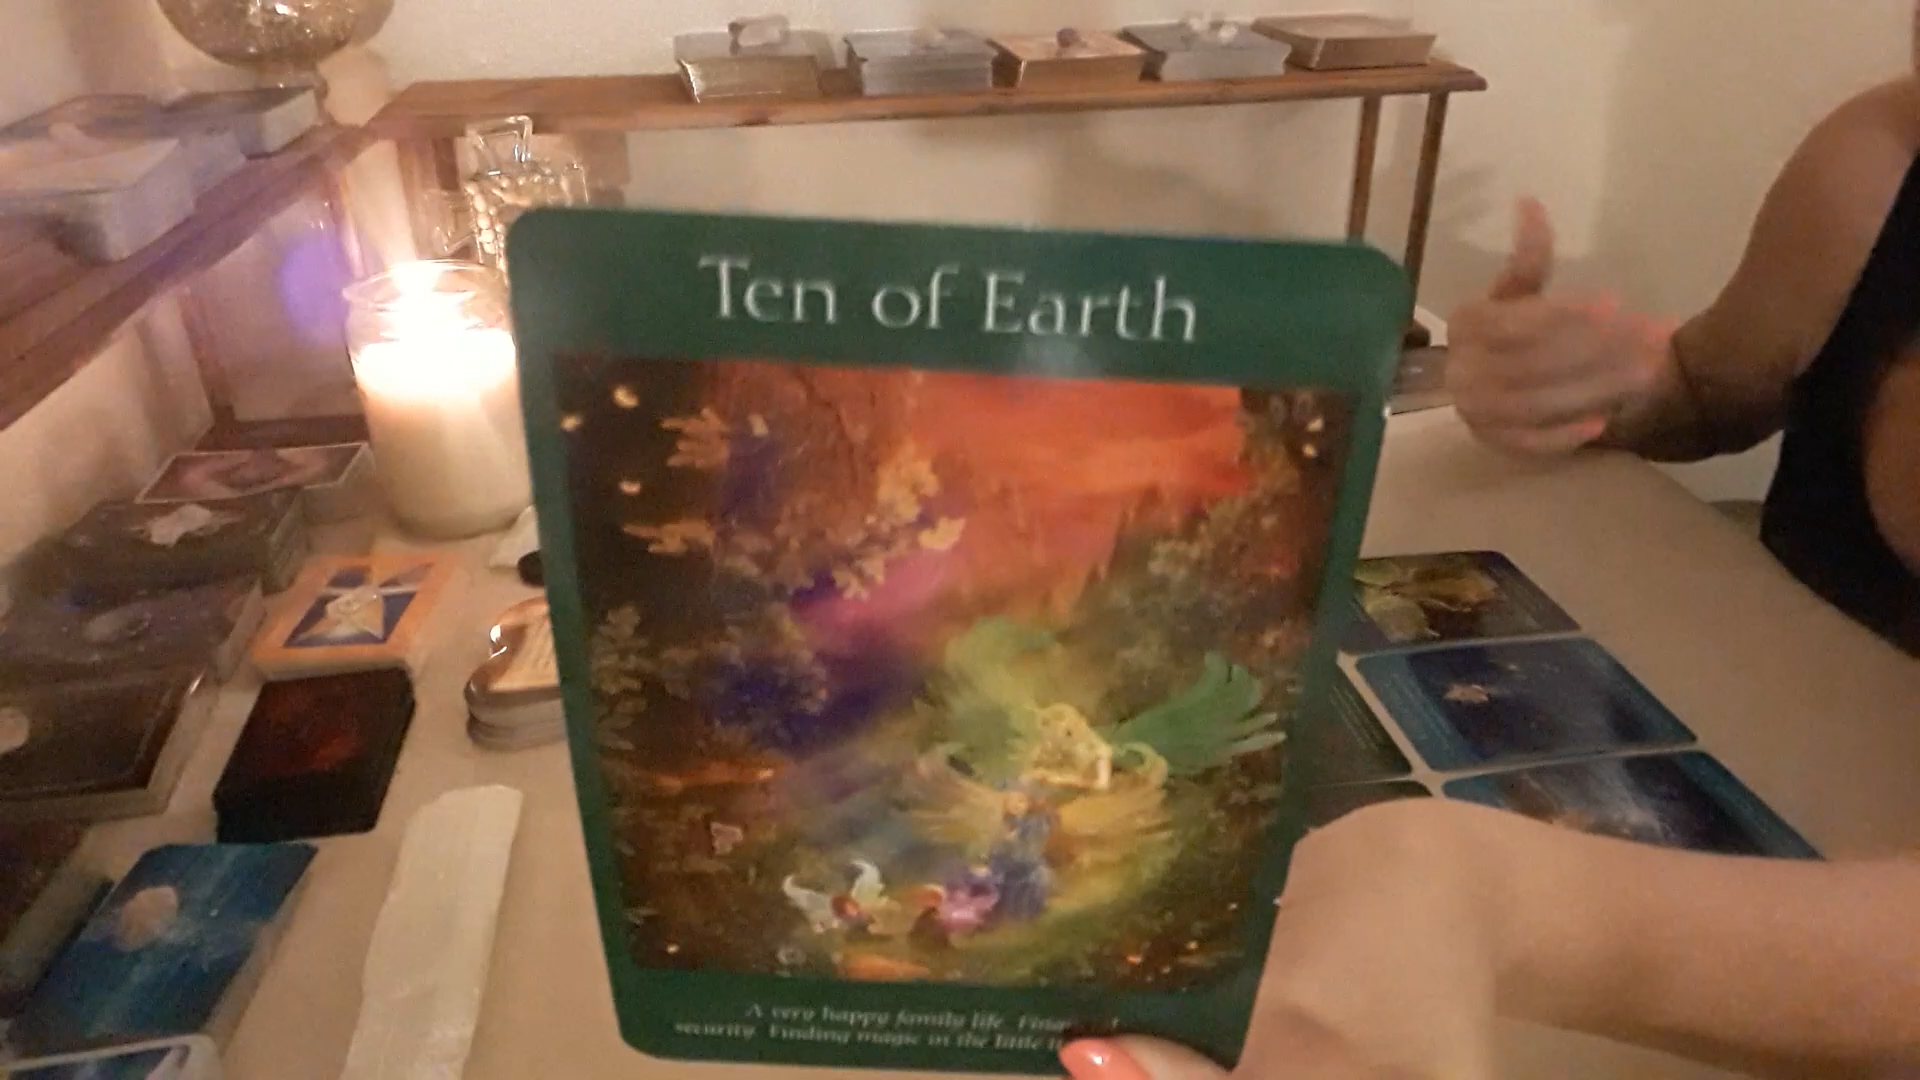 Ten of Earth
A very happy family life.
security. Finding magic in the little